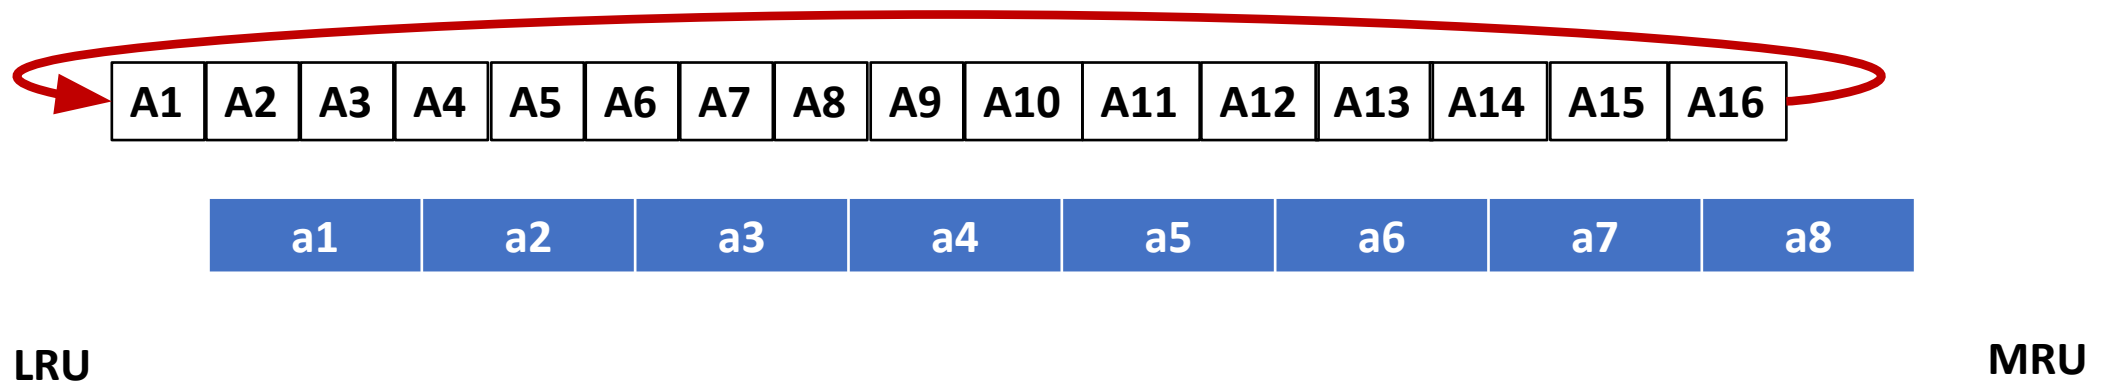 A1 A2 A3 A4 A5 A6 A7 A8 A9 A10 A11 A12 A13 A14 A15 A16
a1 a2 a3 a4 a5 a6 a7 a8
LRU MRU